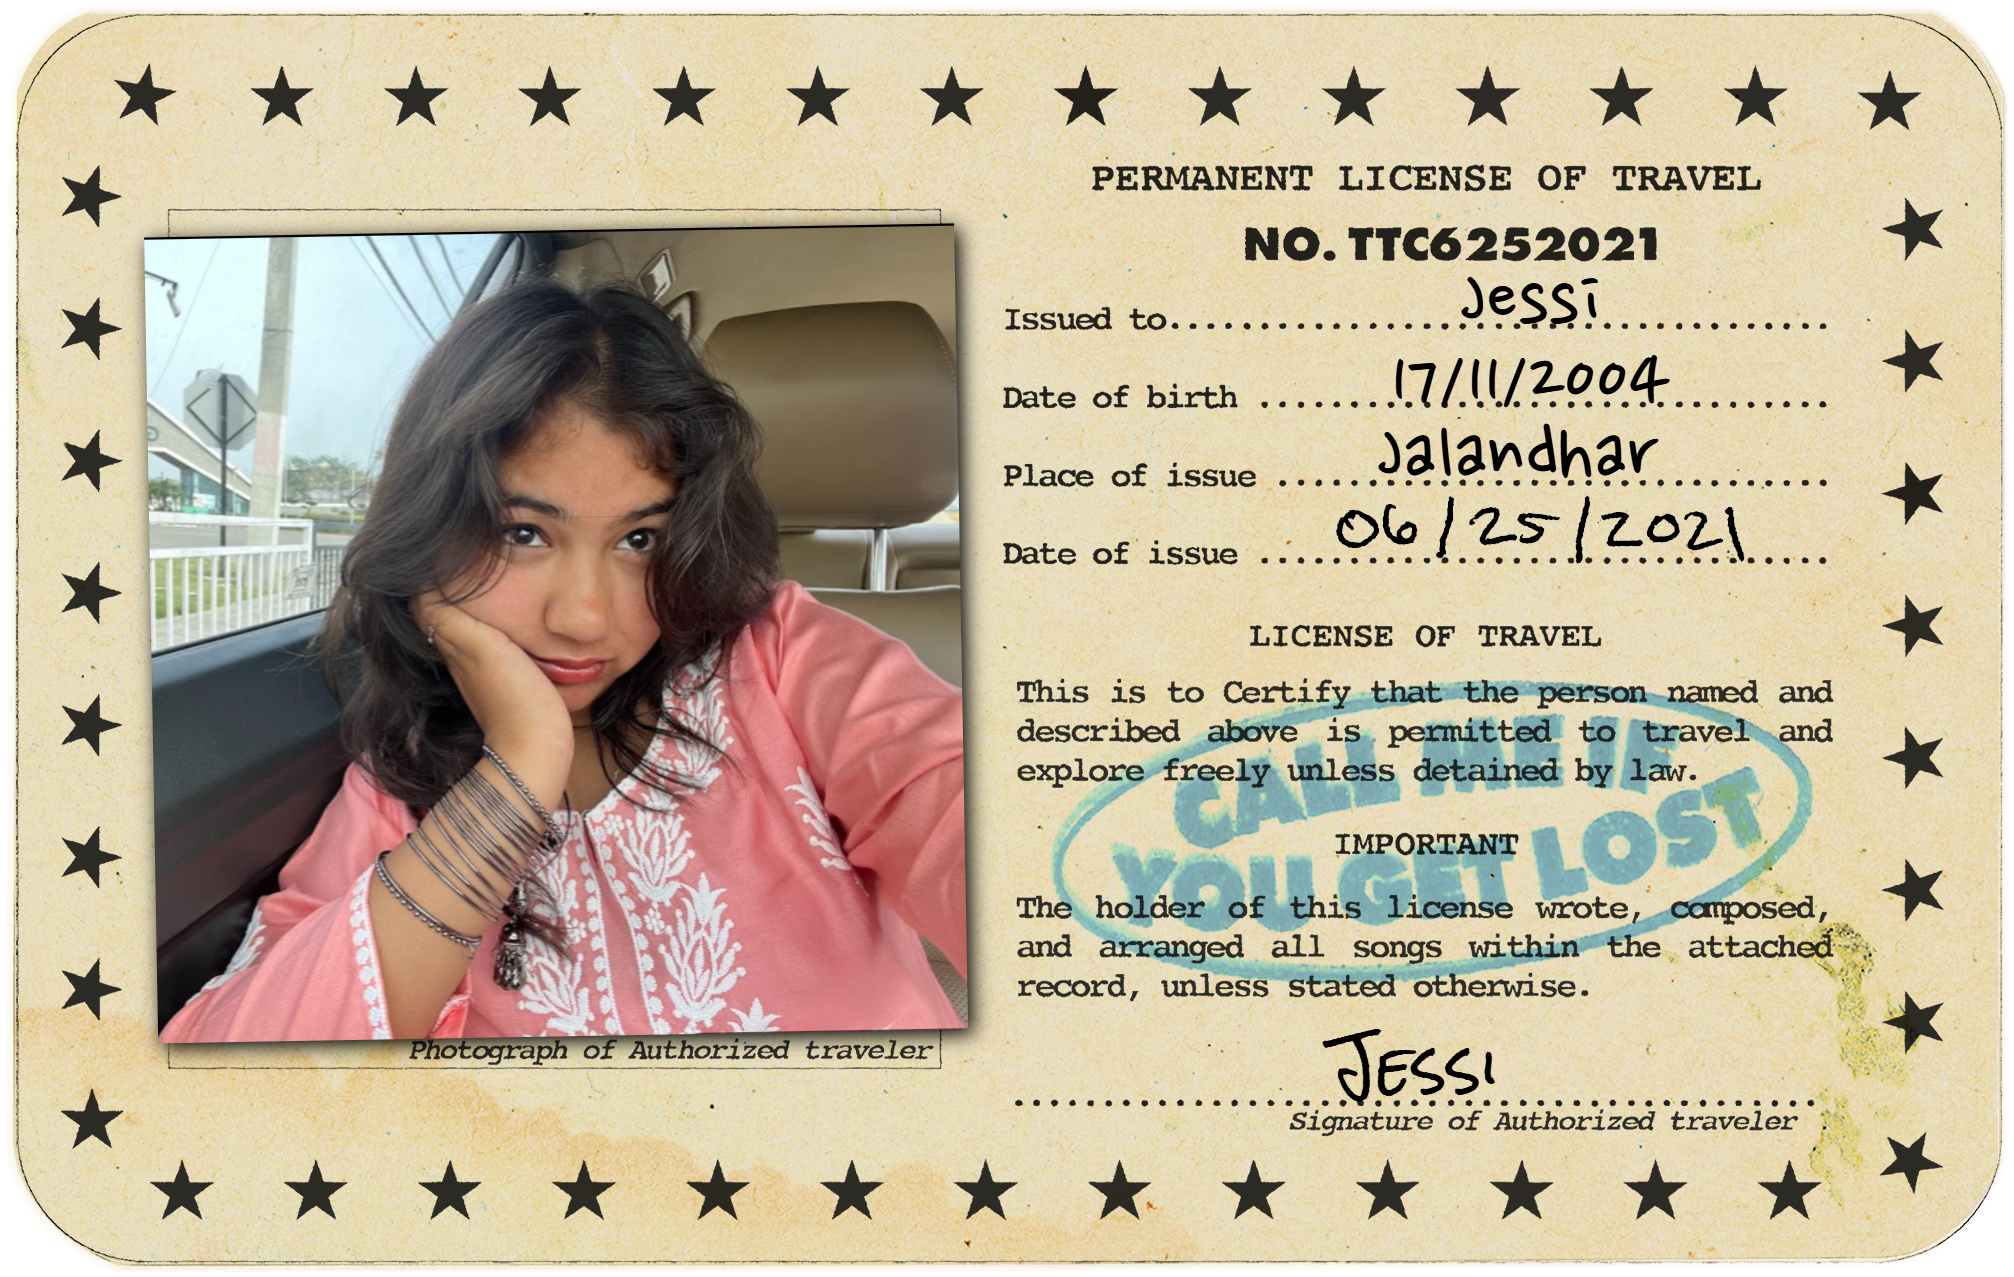 PERMANENT LICENSE OF TRAVEL
NO. TTC6252021
Issued to.....................................Jessi
Date of birth ................................17/11/2004
Place of issue ...............................Jalandhar
Date of issue ................................06/25/2021
LICENSE OF TRAVEL
This is to Certify that the person named and
described above is permitted to travel and
explore freely unless detained by law.
CALL ME IF
YOU GET LOST
IMPORTANT
The holder of this license wrote, composed,
and arranged all songs within the attached
record, unless stated otherwise.
JESSI
Signature of Authorized traveler
Photograph of Authorized traveler